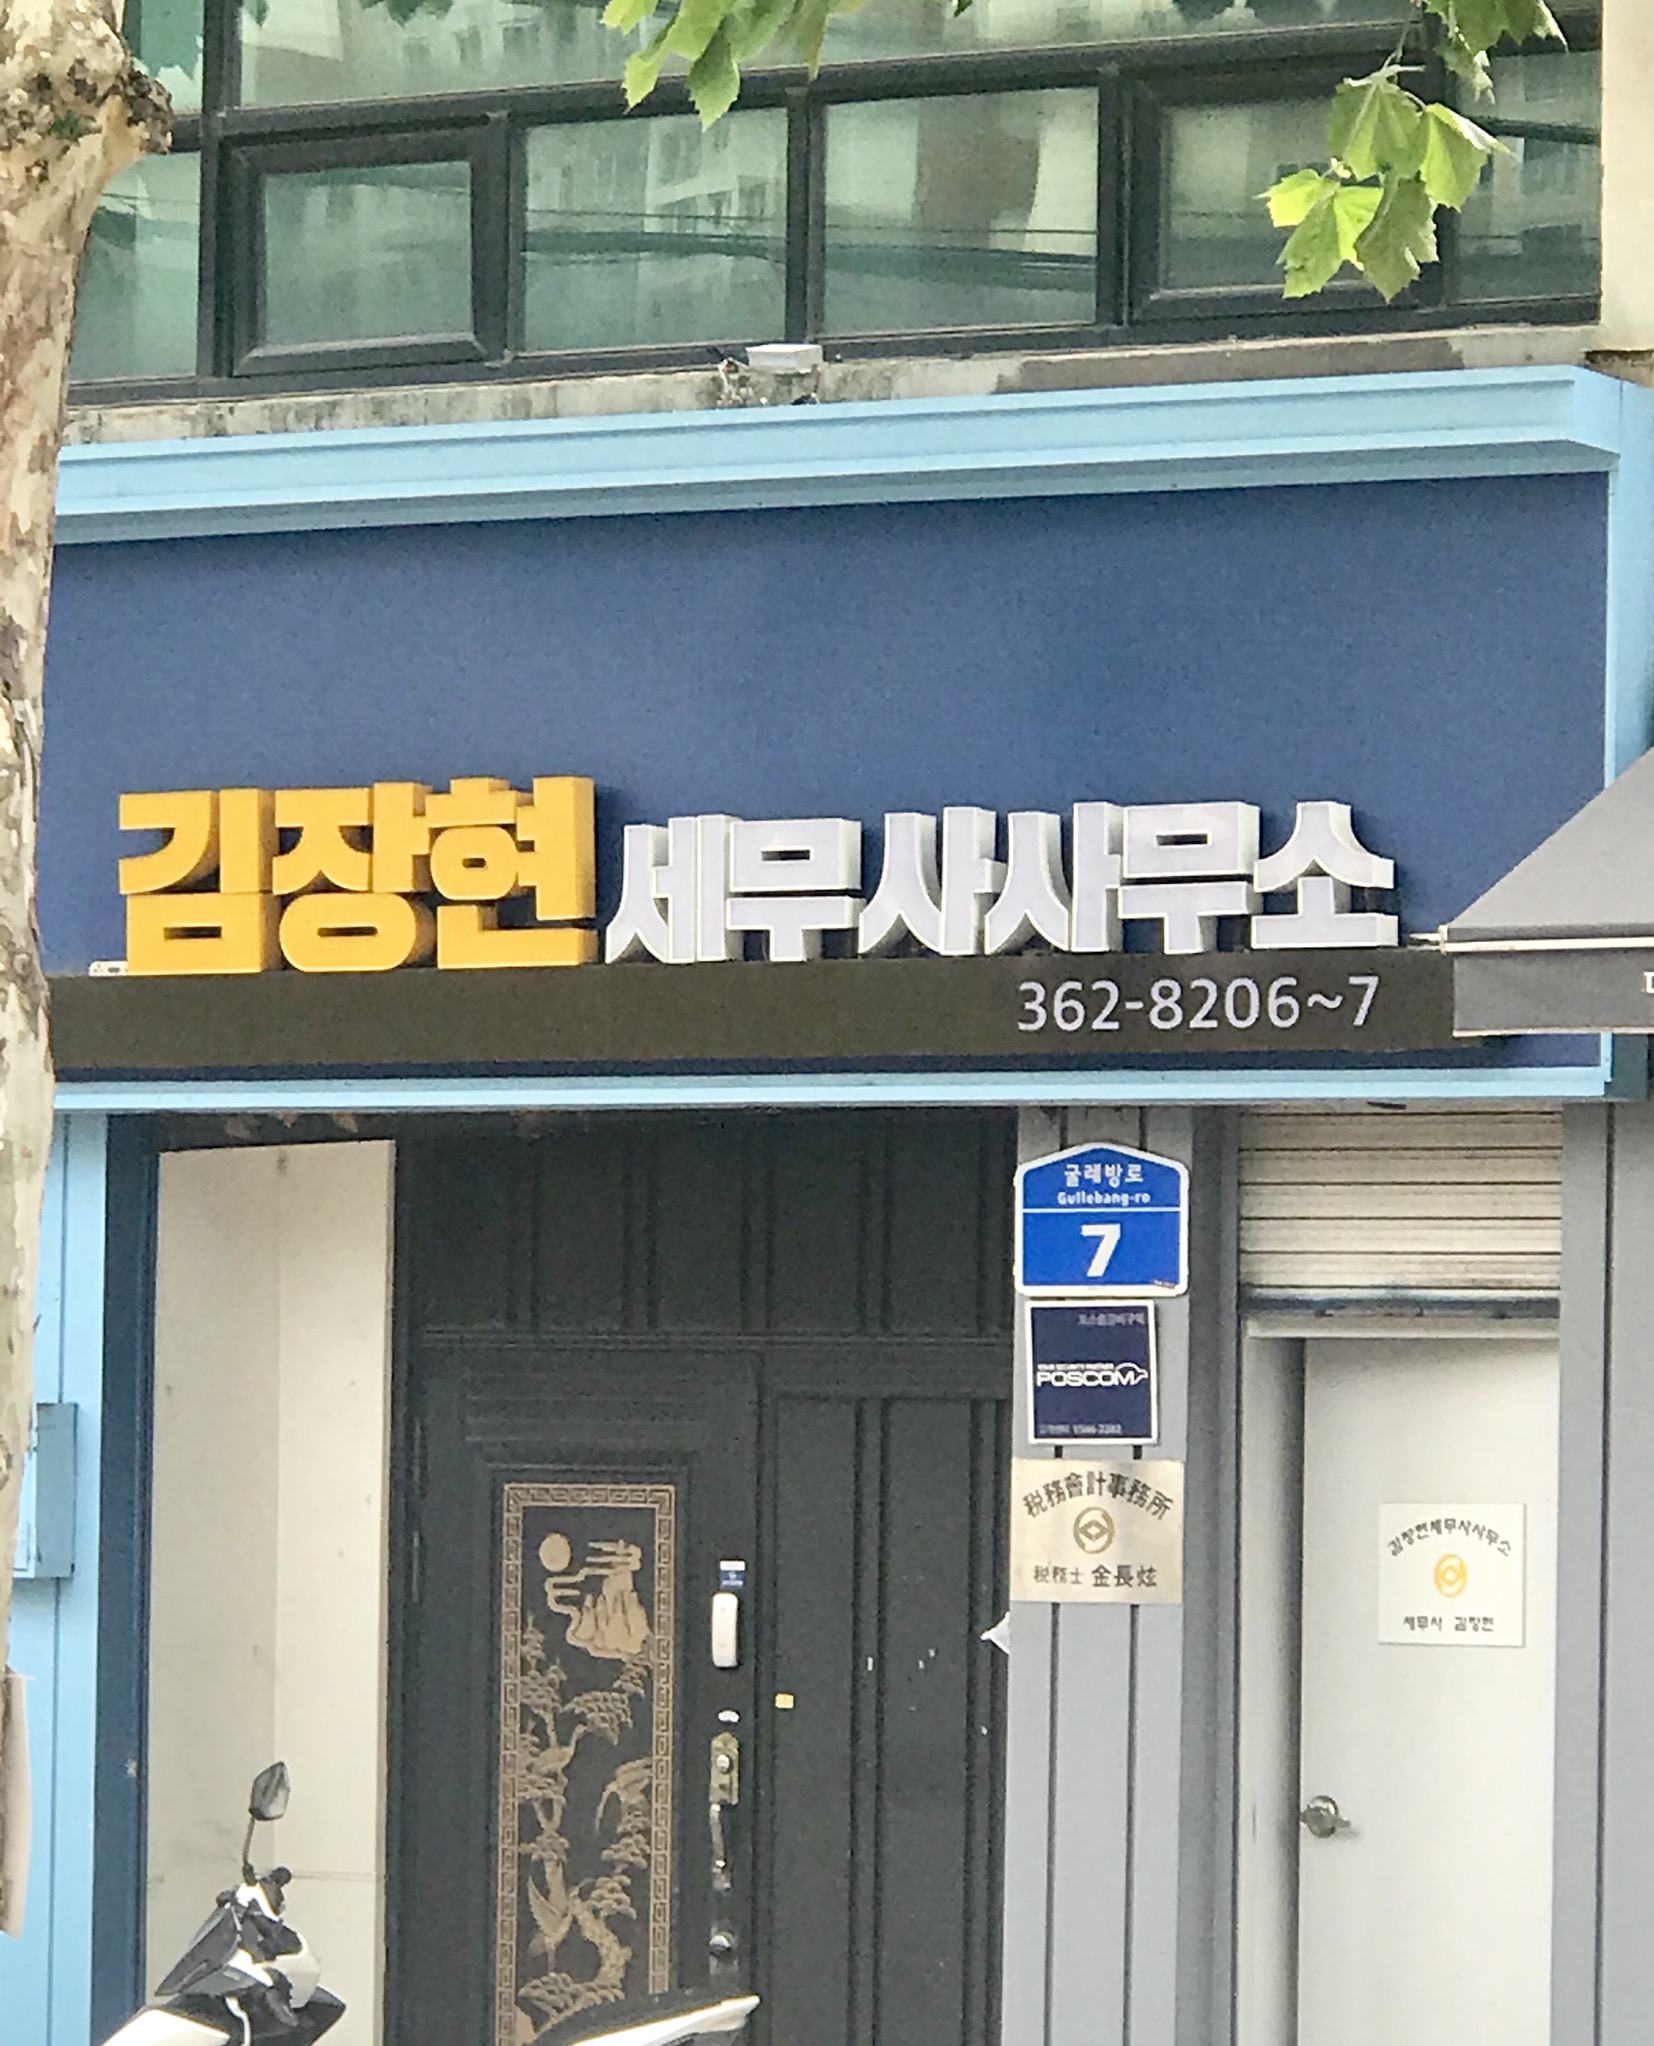 김장현 세무사사무소
362-8206~7
굴레방로
Gullebang-ro
7
POSCOM
税務會計事務所
税務士 金長炫
김장현세무사사무소
세무사 김장현